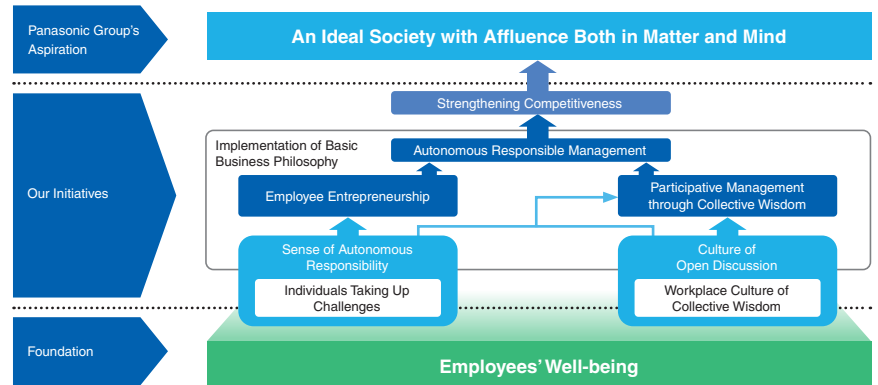 Panasonic Group's
Aspiration
An Ideal Society with Affluence Both in Matter and Mind
Strengthening Competitiveness
Our Initiatives
Implementation of Basic
Business Philosophy
Autonomous Responsible Management
Employee Entrepreneurship
Participative Management
through Collective Wisdom
Sense of Autonomous
Responsibility
Individuals Taking Up
Challenges
Culture of
Open Discussion
Workplace Culture of
Collective Wisdom
Foundation
Employees' Well-being